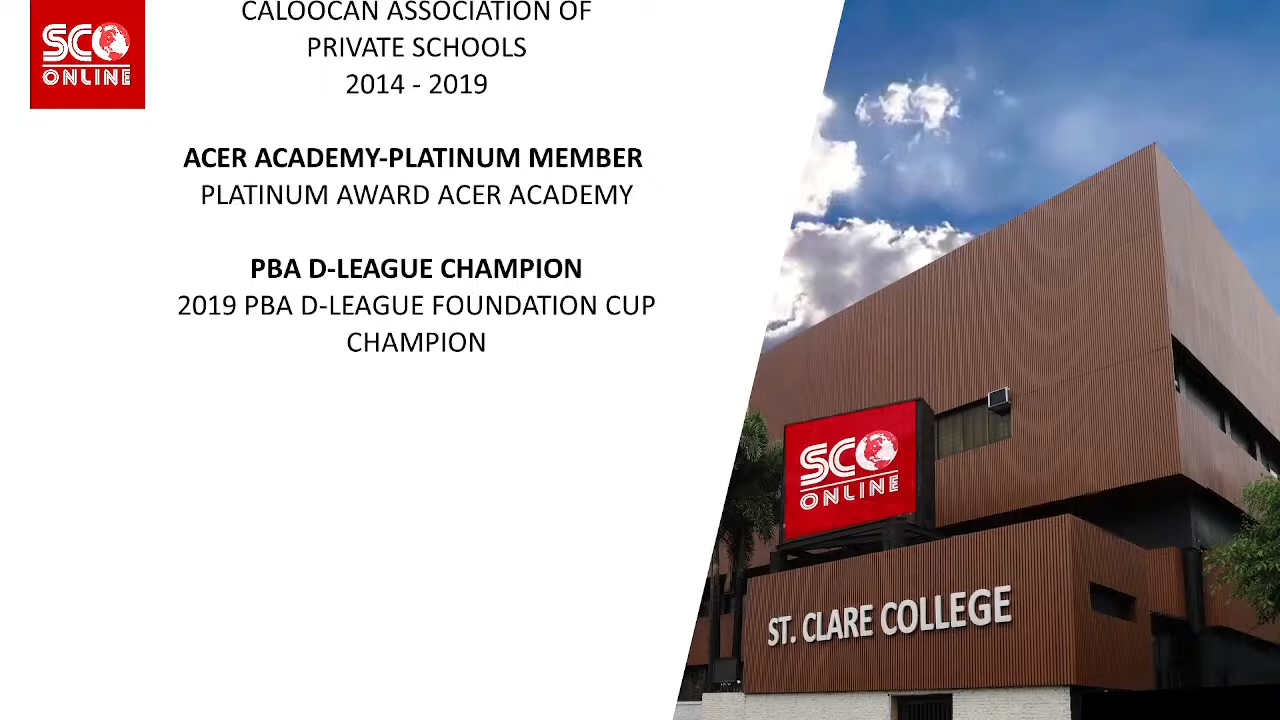 SCO
ONLINE
CALOOCAN ASSOCIATION OF
PRIVATE SCHOOLS
2014 - 2019
ACER ACADEMY-PLATINUM MEMBER
PLATINUM AWARD ACER ACADEMY
PBA D-LEAGUE CHAMPION
2019 PBA D-LEAGUE FOUNDATION CUP
CHAMPION
SCO
ONLINE
ST. CLARE COLLEGE